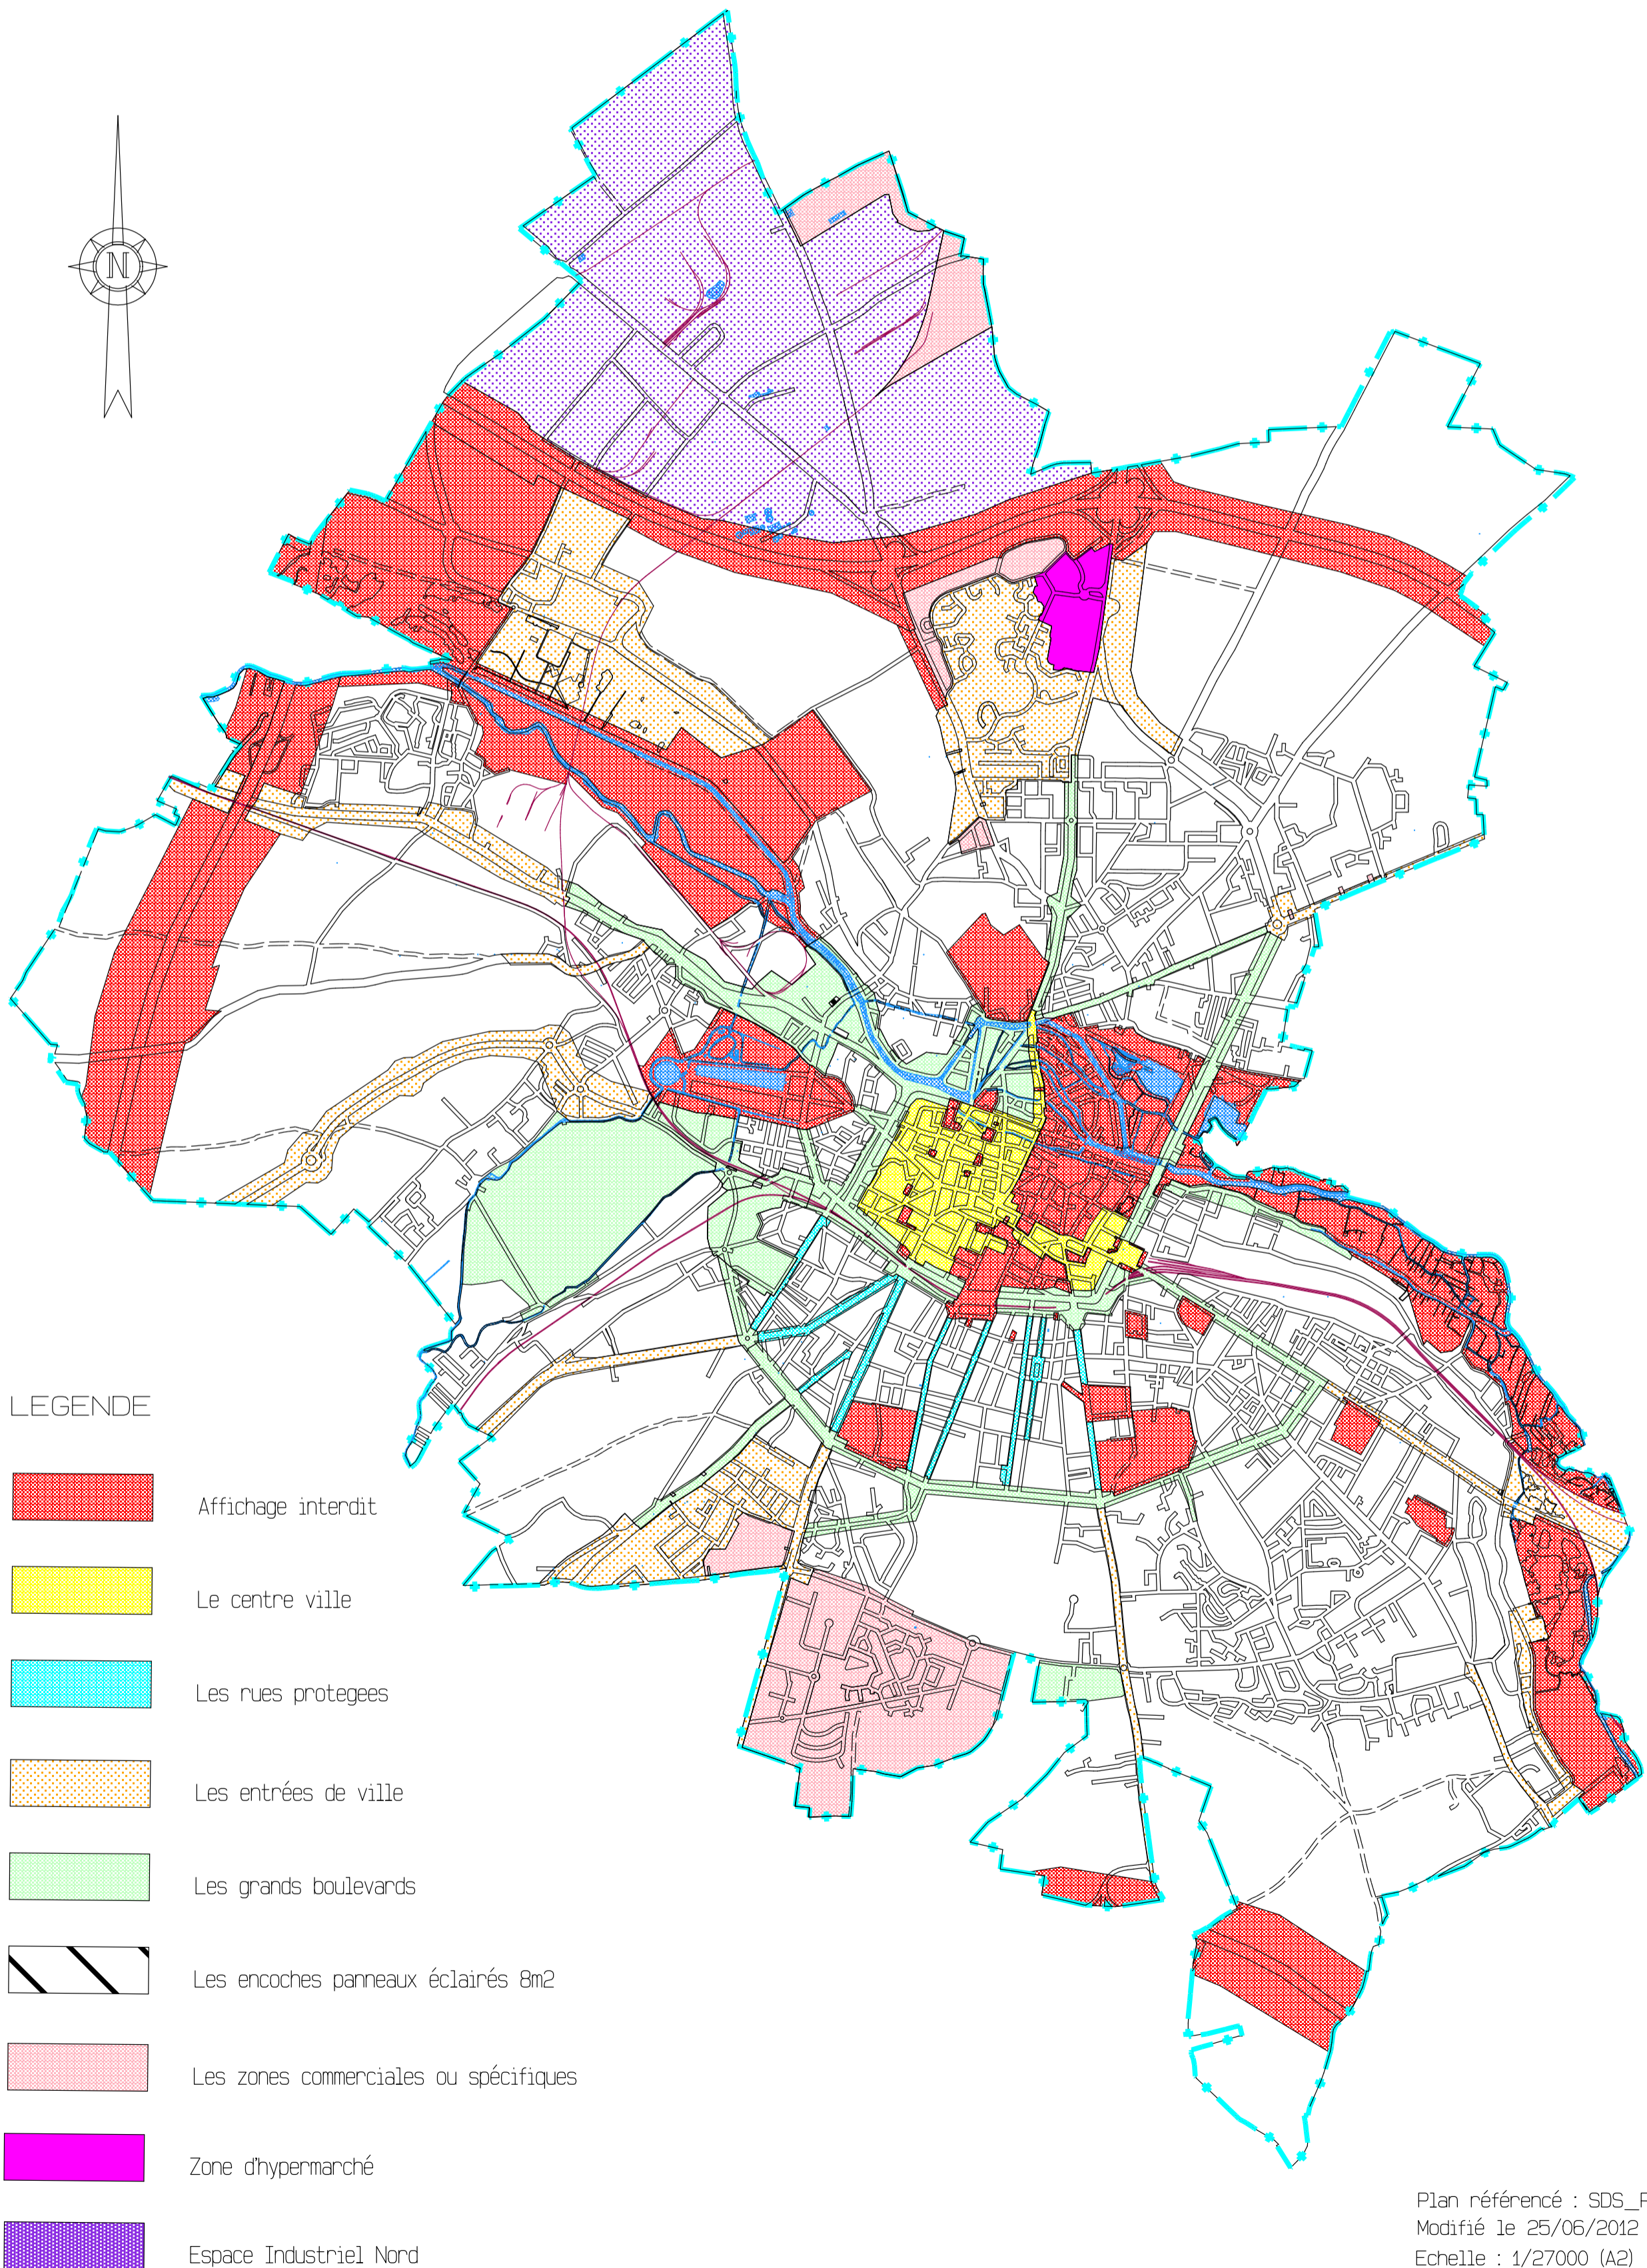 N
LEGENDE
Affichage interdit
Le centre ville
Les rues protegees
Les entrées de ville
Les grands boulevards
Les encoches panneaux éclairés 8m2
Les zones commerciales ou spécifiques
Zone d'hypermarché
Espace Industriel Nord
Plan référencé : SDS_
Modifié le 25/06/2012
Echelle : 1/27000 (A2)